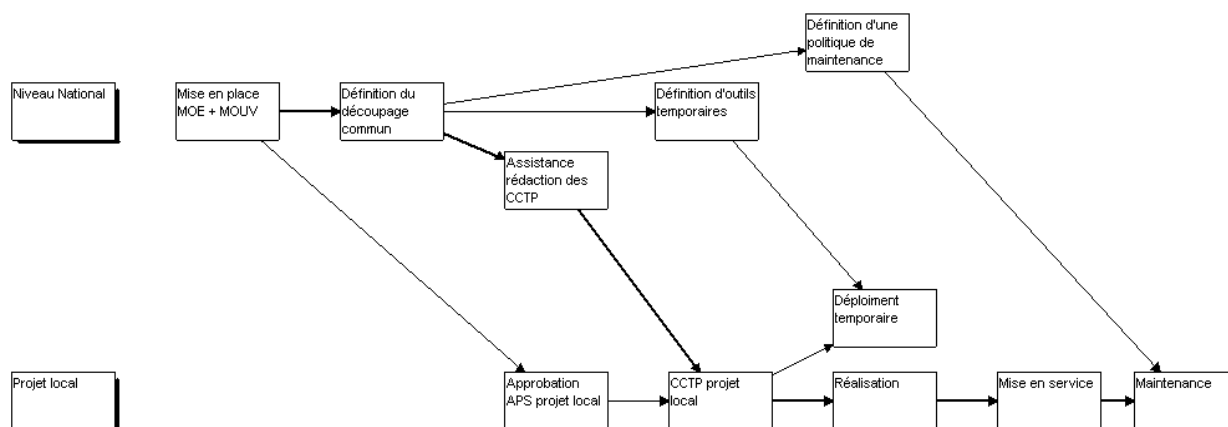 Définition d'une
politique de
maintenance
Niveau National
Mise en place
MOE + MOUV
Définition du
découpage
commun
Définition d'outils
temporaires
Assistance
rédaction des
CCTP
Déploiment
temporaire
Projet local
Approbation
APS projet local
CCTP projet
local
Réalisation
Mise en service
Maintenance